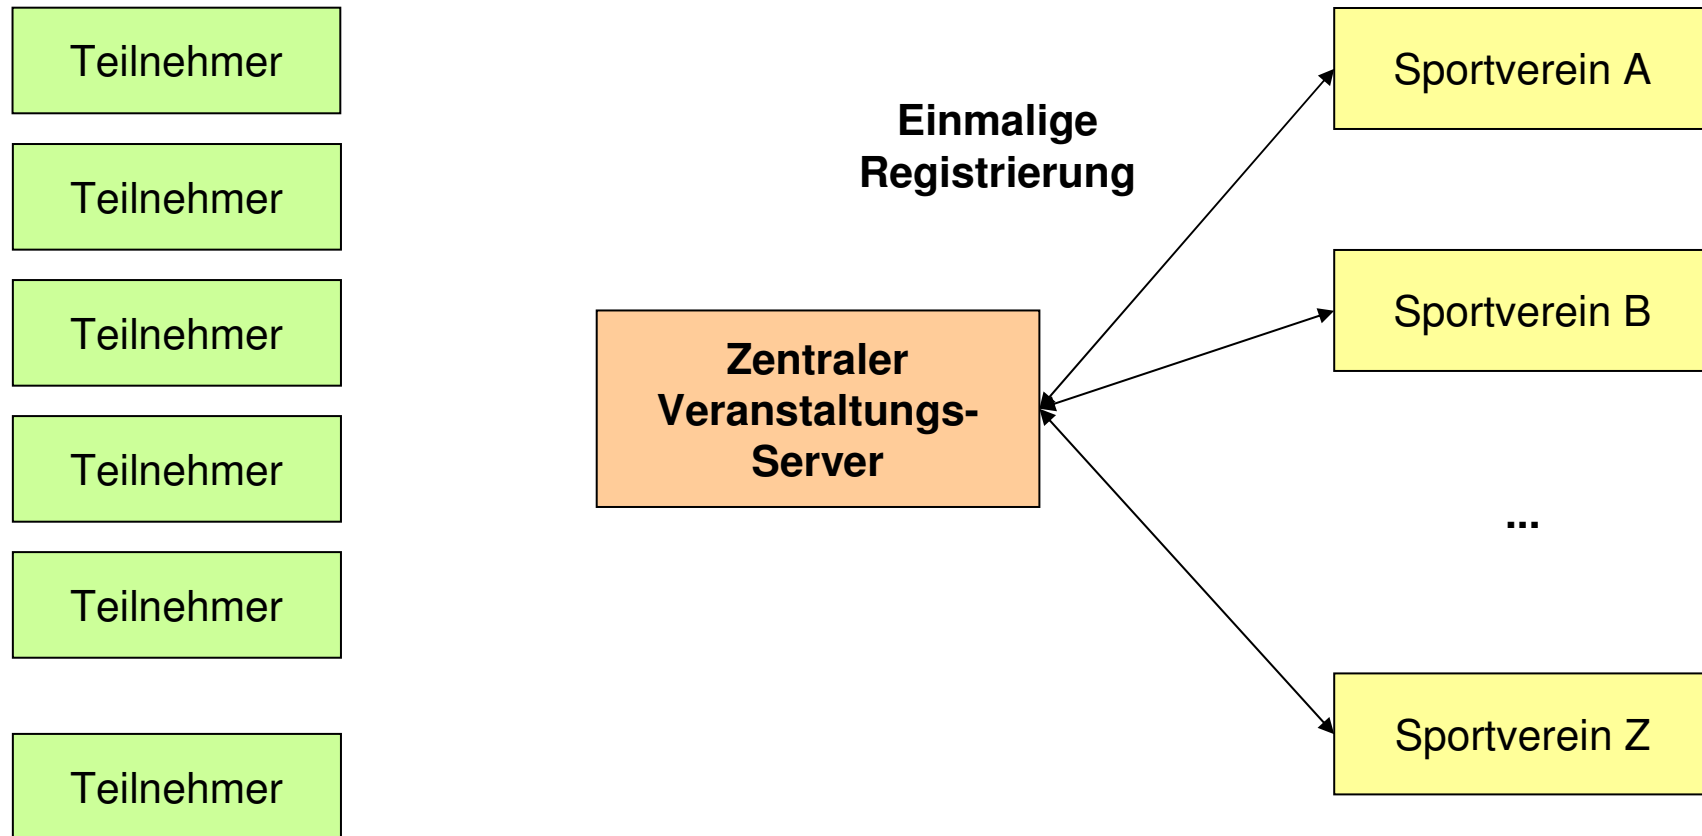 Teilnehmer
Teilnehmer
Teilnehmer
Teilnehmer
Teilnehmer
Teilnehmer
Einmalige
Registrierung
Zentraler
Veranstaltungs-
Server
Sportverein A
Sportverein B
...
Sportverein Z